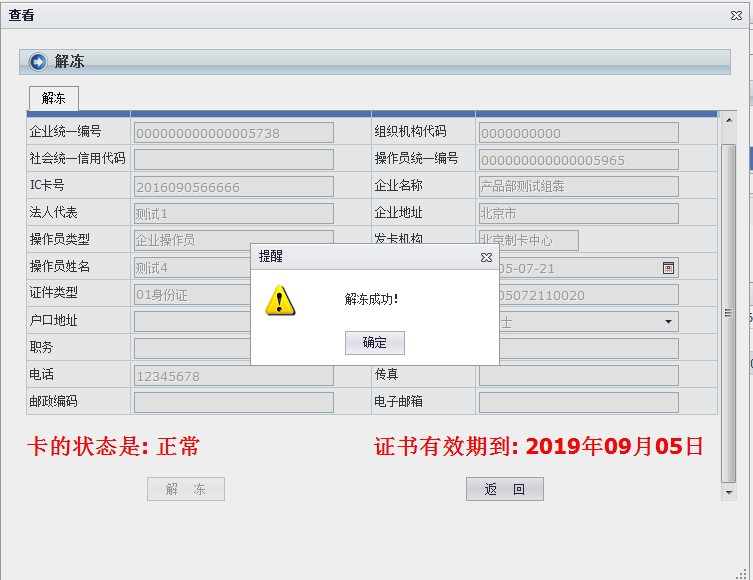 查看
解冻
解冻
企业统一编号 000000000000005738 组织机构代码 0000000000
社会统一信用代码 操作员统一编号 000000000000005965
IC卡号 2016090566666 企业名称 产品部测试组犇
法人代表 测试1 企业地址 北京市
操作员类型 企业操作员 发卡机构 北京制卡中心
提醒
操作员姓名 测试4 05-07-21
证件类型 01身份证 05072110020
解冻成功!
户口地址 士
确定
职务
电话 12345678 传真
邮政编码 电子邮箱
卡的状态是: 正常 证书有效期到: 2019年09月05日
解 冻 返 回